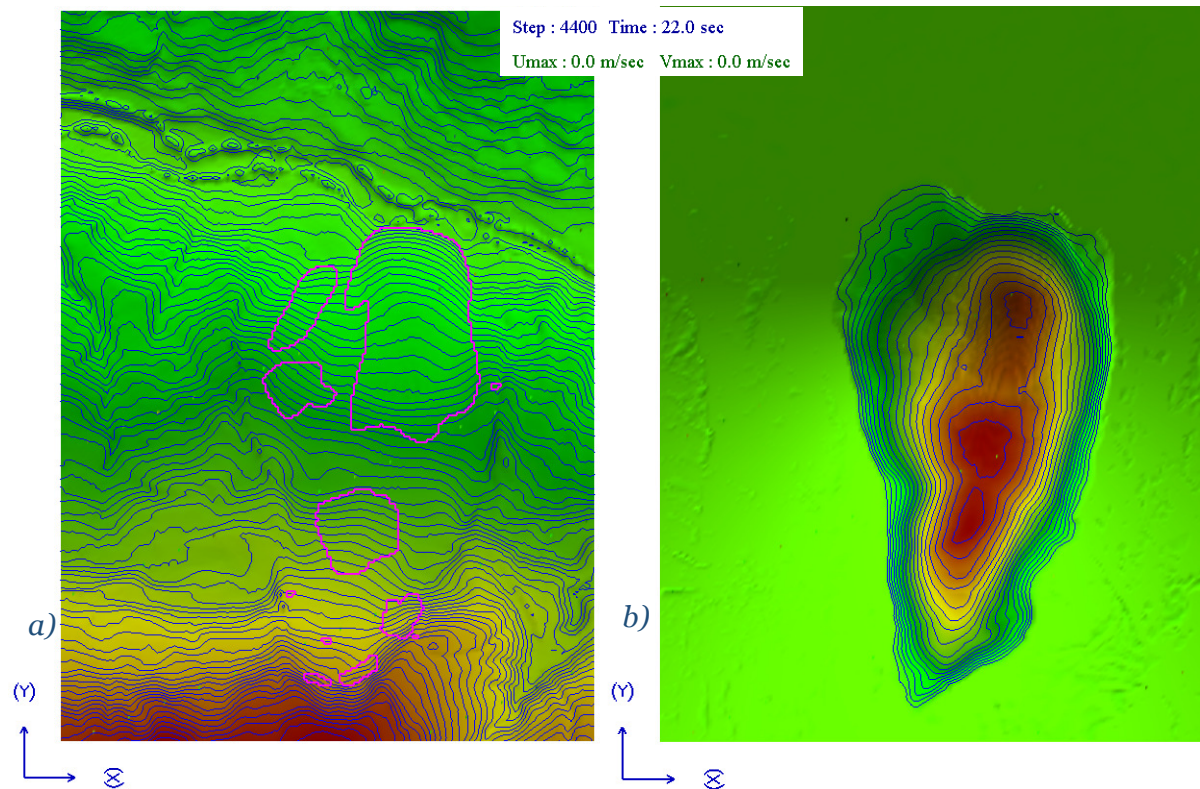 Step : 4400 Time : 22.0 sec
Umax : 0.0 m/sec Vmax : 0.0 m/sec
a)
b)
(Y)
(Y)
(X)
(X)